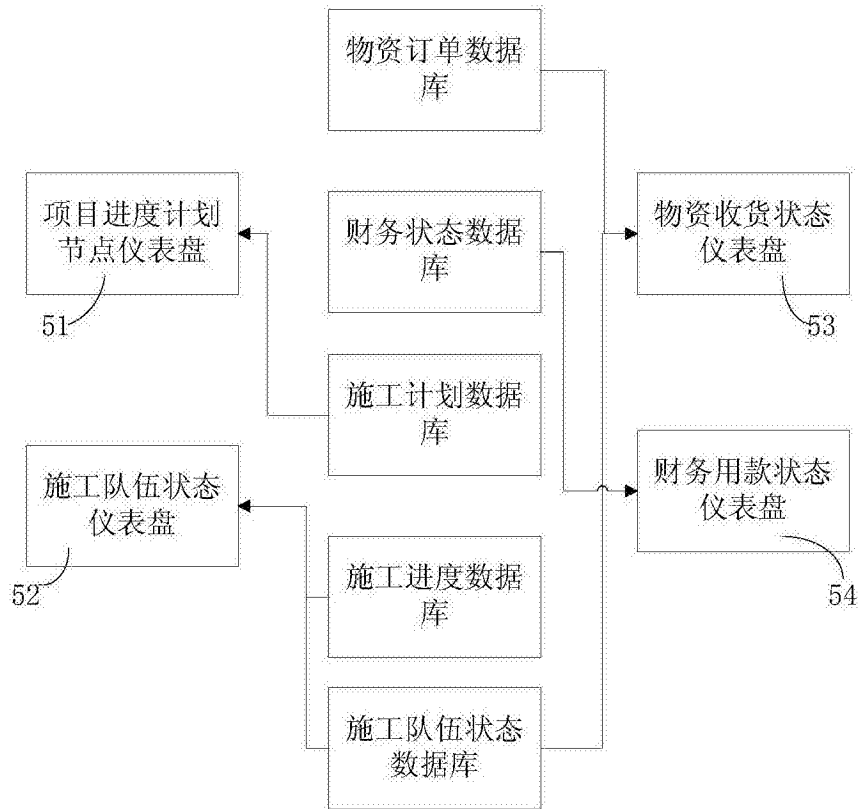 物资订单数据
库
项目进度计划
节点仪表盘
51
财务状态数据
库
物资收货状态
仪表盘
53
施工计划数据
库
施工队伍状态
仪表盘
52
财务用款状态
仪表盘
54
施工进度数据
库
施工队伍状态
数据库